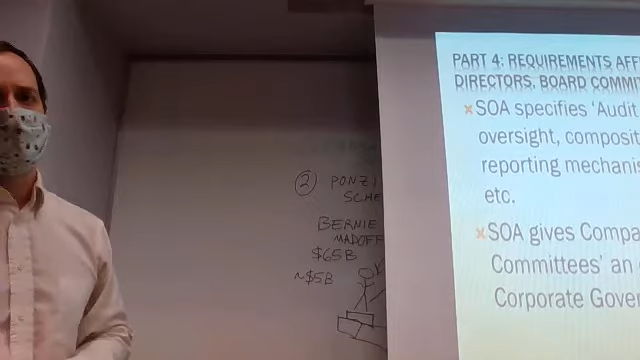 ②
PONZI
SCHE
BERNIE
MADOFF
$65B
~$5B
PART 4: REQUIREMENTS AFF
DIRECTORS, BOARD COMMIT
SOA specifies 'Audit
oversight, composit
reporting mechanis
etc.
SOA gives Compa
Committees' an
Corporate Gover